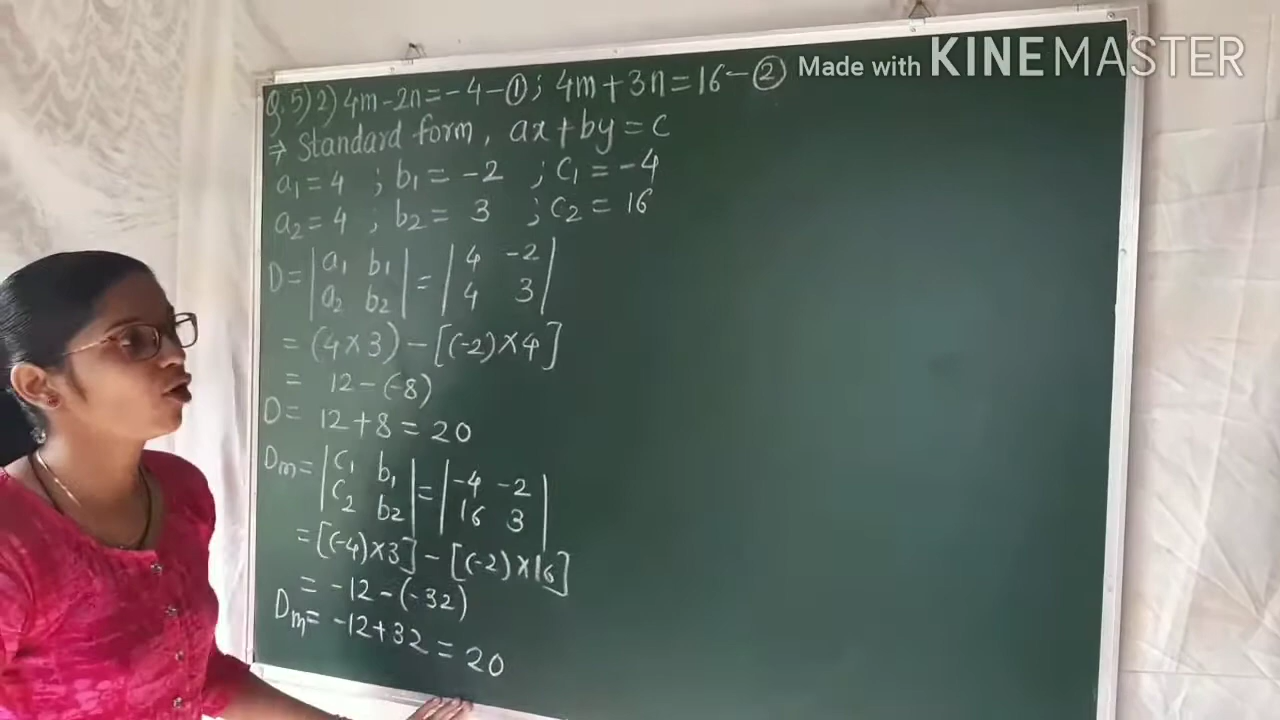 Made with KINEMASTER
Q.5) 2) 4m - 2n = -4 - ① ; 4m + 3n = 16 - ②
→ Standard form, ax + by = c
a₁ = 4 ; b₁ = -2 ; c₁ = -4
a₂ = 4 ; b₂ = 3 ; c₂ = 16
D = | a₁ b₁ | = | 4 -2 |
| a₂ b₂ | | 4 3 |
= (4 × 3) - [(-2) × 4]
= 12 - (-8)
D = 12 + 8 = 20
Dm = | c₁ b₁ | = | -4 -2 |
| c₂ b₂ | | 16 3 |
= [(-4) × 3] - [(-2) × 16]
= -12 - (-32)
Dm = -12 + 32 = 20